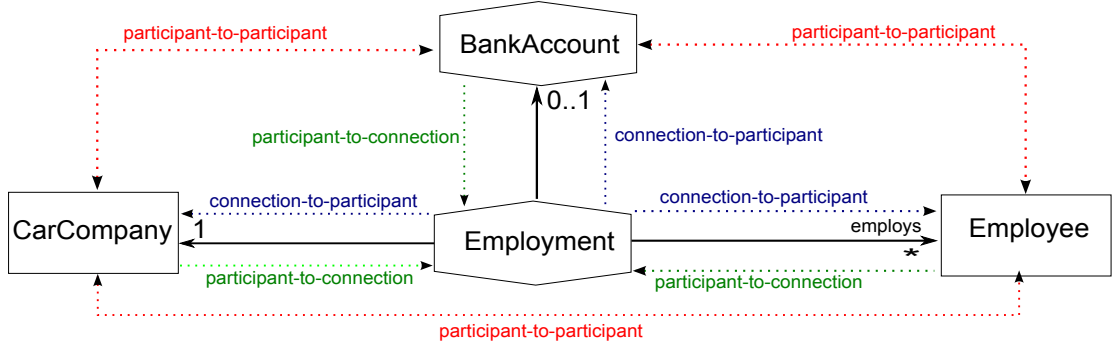 participant-to-participant
BankAccount
participant-to-participant
0..1
participant-to-connection
connection-to-participant
connection-to-participant
connection-to-participant
CarCompany
1
Employment
employs
*
Employee
participant-to-connection
participant-to-connection
participant-to-participant